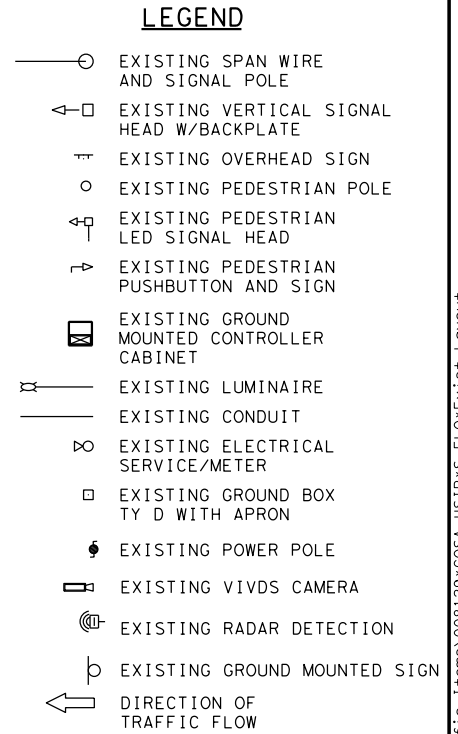 LEGEND
EXISTING SPAN WIRE
AND SIGNAL POLE
EXISTING VERTICAL SIGNAL
HEAD W/BACKPLATE
EXISTING OVERHEAD SIGN
EXISTING PEDESTRIAN POLE
EXISTING PEDESTRIAN
LED SIGNAL HEAD
EXISTING PEDESTRIAN
PUSHBUTTON AND SIGN
EXISTING GROUND
MOUNTED CONTROLLER
CABINET
EXISTING LUMINAIRE
EXISTING CONDUIT
EXISTING ELECTRICAL
SERVICE/METER
EXISTING GROUND BOX
TY D WITH APRON
EXISTING POWER POLE
EXISTING VIVDS CAMERA
EXISTING RADAR DETECTION
EXISTING GROUND MOUNTED SIGN
DIRECTION OF
TRAFFIC FLOW